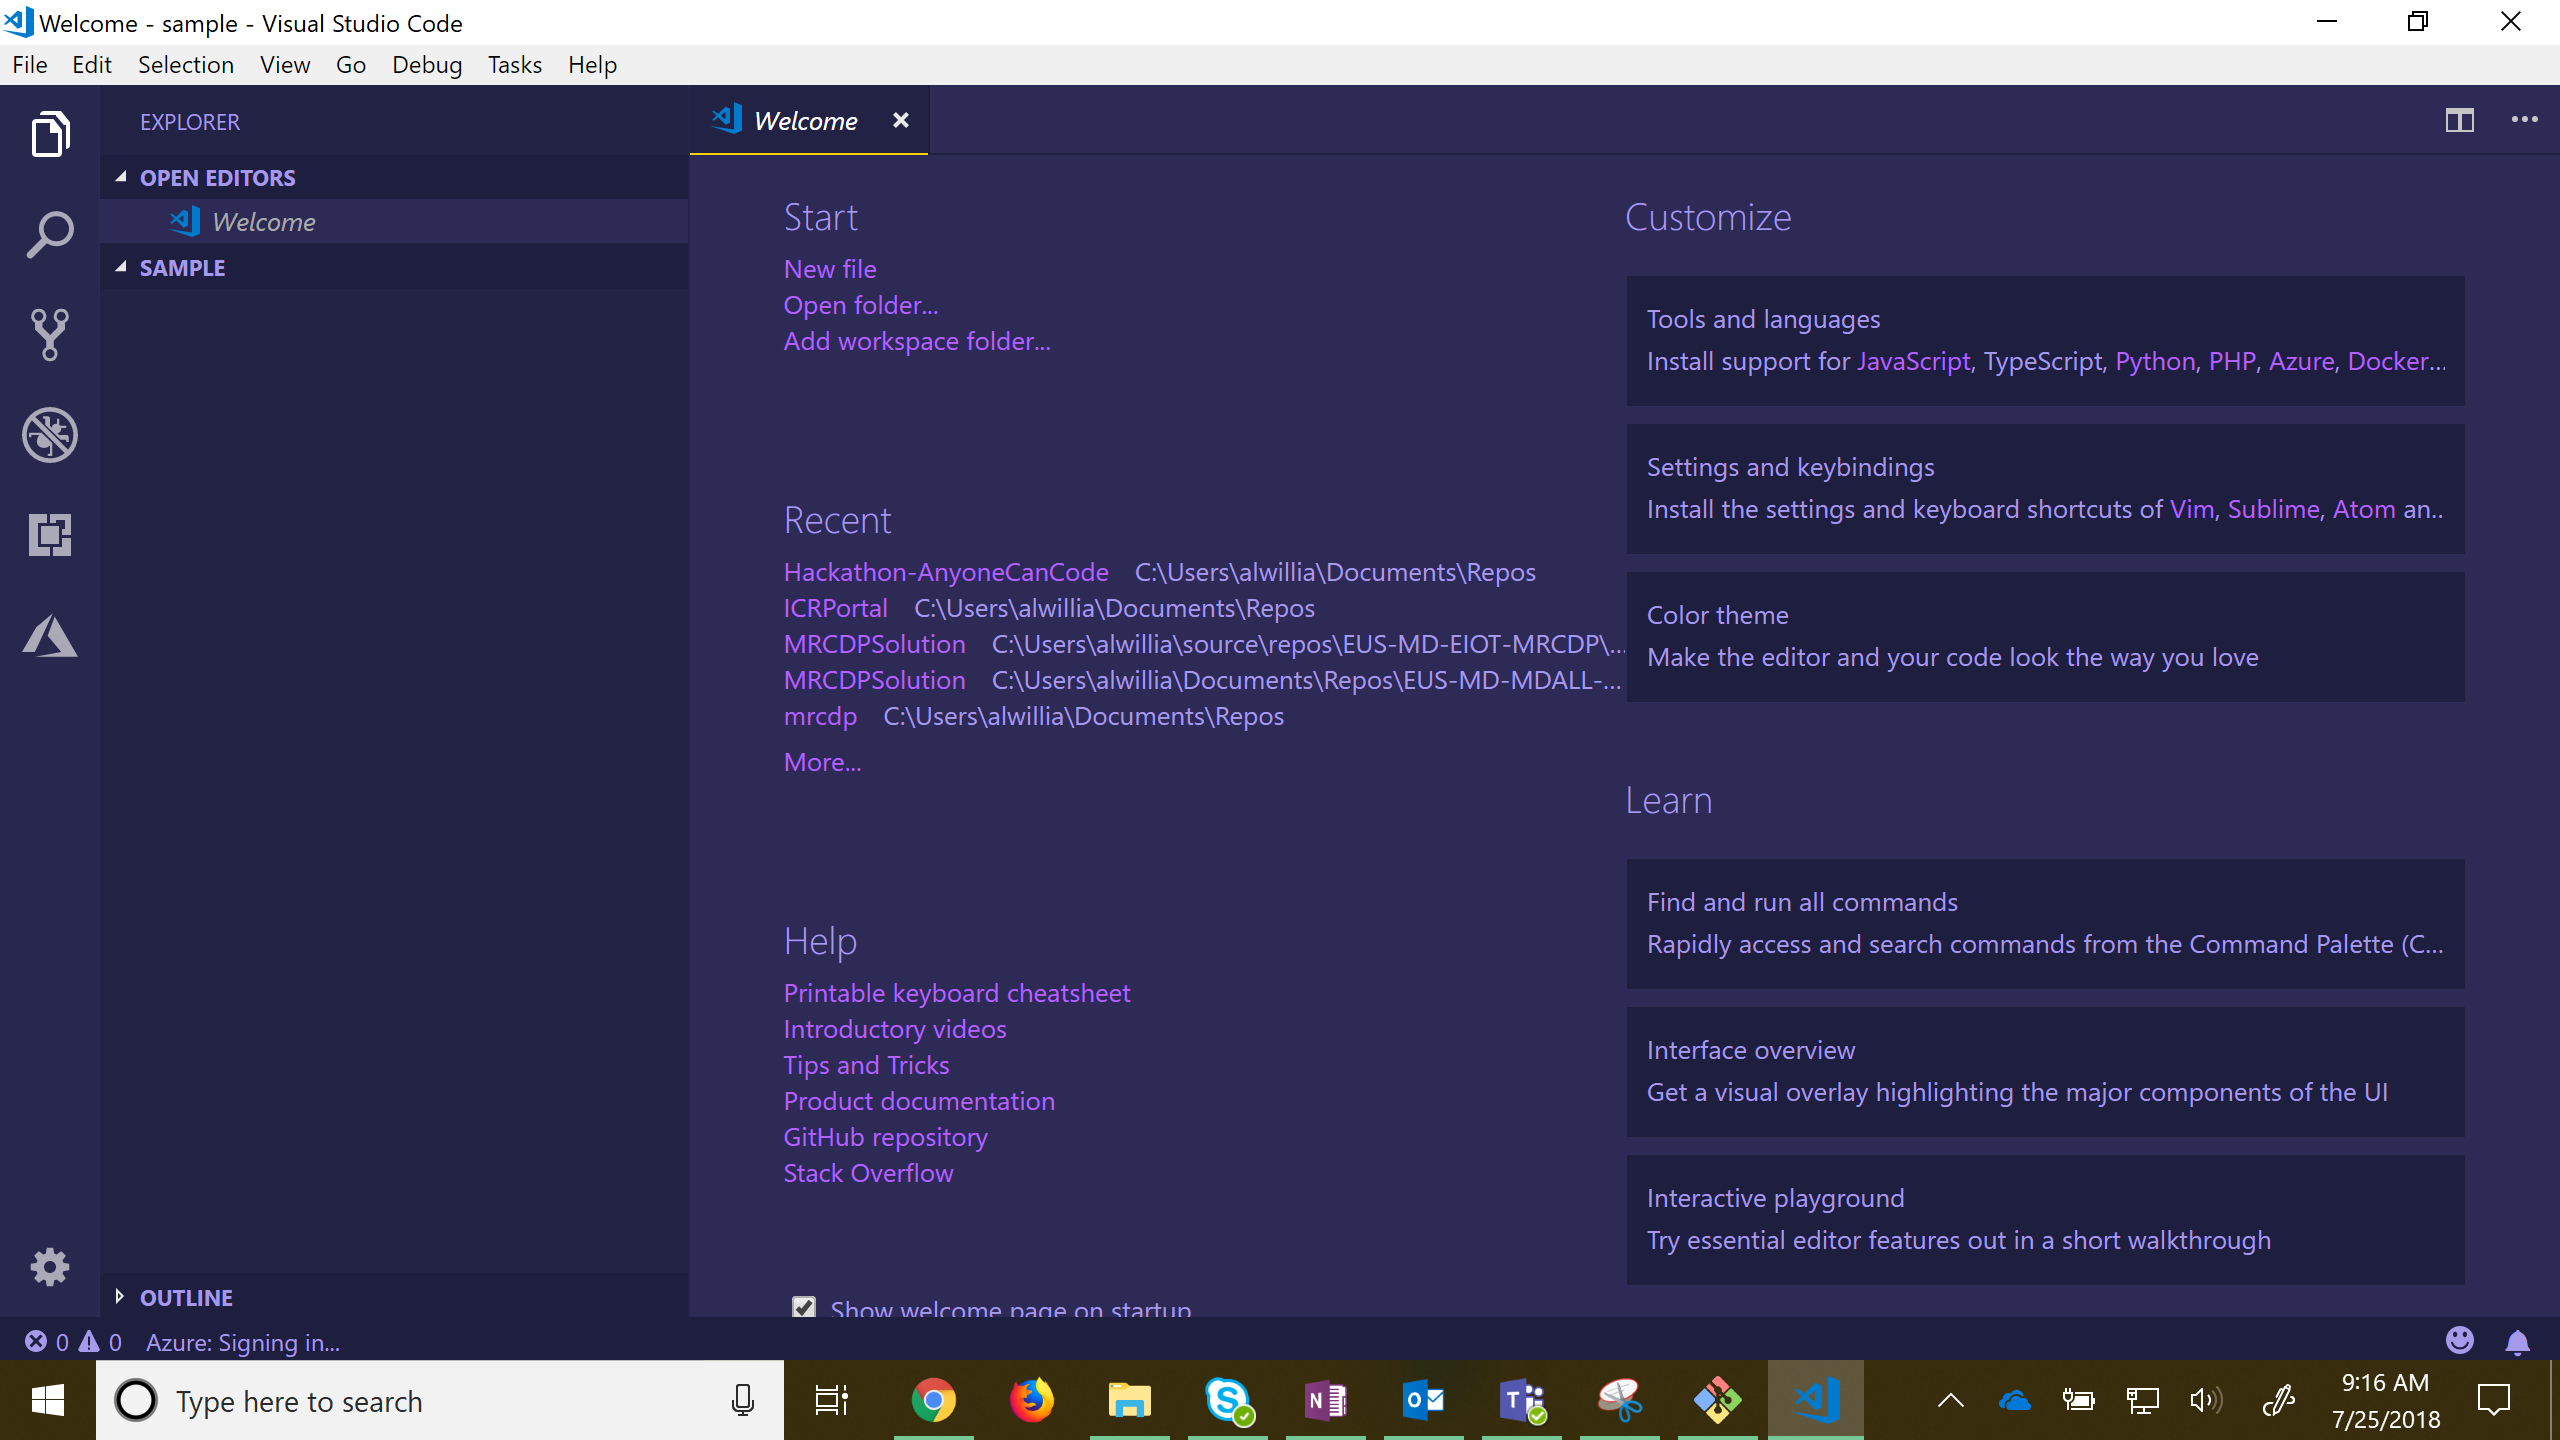 Welcome - sample - Visual Studio Code
File Edit Selection View Go Debug Tasks Help
EXPLORER
OPEN EDITORS
Welcome
SAMPLE
OUTLINE
Welcome
Start
New file
Open folder...
Add workspace folder...
Recent
Hackathon-AnyoneCanCode C:\Users\alwillia\Documents\Repos
ICRPortal C:\Users\alwillia\Documents\Repos
MRCDPSolution C:\Users\alwillia\source\repos\EUS-MD-EIOT-MRCDP\...
MRCDPSolution C:\Users\alwillia\Documents\Repos\EUS-MD-MDALL-...
mrcdp C:\Users\alwillia\Documents\Repos
More...
Help
Printable keyboard cheatsheet
Introductory videos
Tips and Tricks
Product documentation
GitHub repository
Stack Overflow
Show welcome page on startup
Customize
Tools and languages
Install support for JavaScript, TypeScript, Python, PHP, Azure, Docker...
Settings and keybindings
Install the settings and keyboard shortcuts of Vim, Sublime, Atom an..
Color theme
Make the editor and your code look the way you love
Learn
Find and run all commands
Rapidly access and search commands from the Command Palette (C...
Interface overview
Get a visual overlay highlighting the major components of the UI
Interactive playground
Try essential editor features out in a short walkthrough
0 0 Azure: Signing in...
Type here to search
9:16 AM
7/25/2018